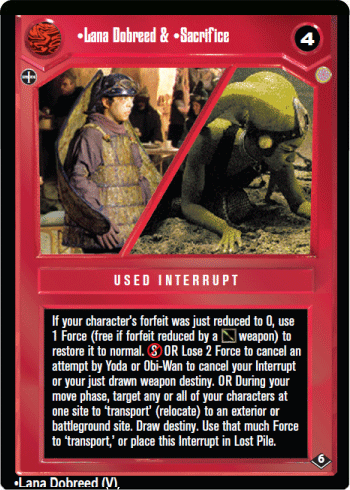 •Lana Dobreed & •Sacrifice
4
USED INTERRUPT
If your character's forfeit was just reduced to 0, use
1 Force (free if forfeit reduced by a weapon) to
restore it to normal. S OR Lose 2 Force to cancel an
attempt by Yoda or Obi-Wan to cancel your Interrupt
or your just drawn weapon destiny. OR During your
move phase, target any or all of your characters at
one site to 'transport' (relocate) to an exterior or
battleground site. Draw destiny. Use that much Force
to 'transport,' or place this Interrupt in Lost Pile.
6
•Lana Dobreed (V),